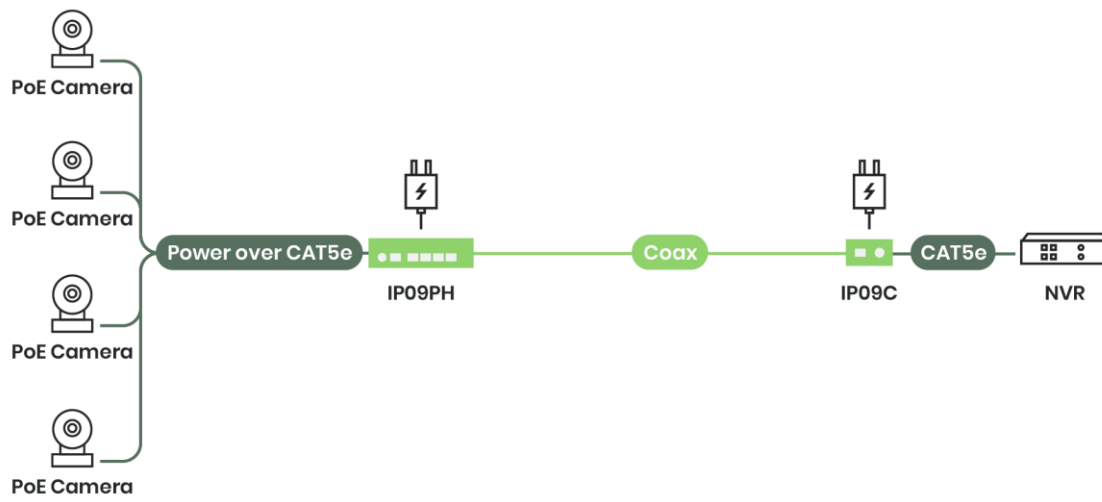 PoE Camera
PoE Camera
Power over CAT5e
IP09PH
Coax
IP09C
CAT5e
NVR
PoE Camera
PoE Camera